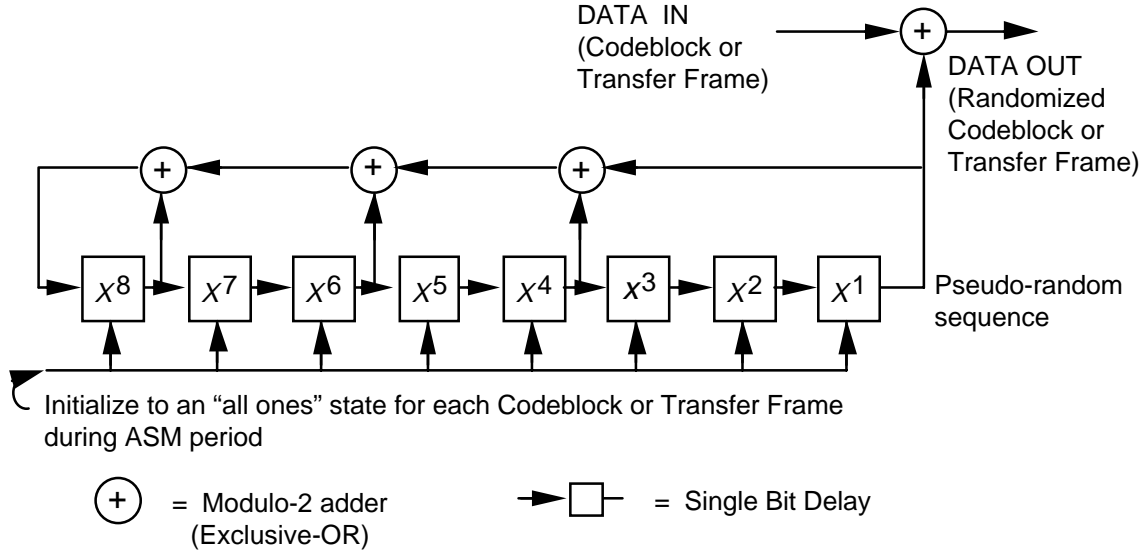 DATA IN
(Codeblock or
Transfer Frame)
+
DATA OUT
(Randomized
Codeblock or
Transfer Frame)
+ + +
X8 X7 X6 X5 X4 x3 X2 X1
Pseudo-random
sequence
Initialize to an “all ones” state for each Codeblock or Transfer Frame
during ASM period
+ = Modulo-2 adder
(Exclusive-OR)
= Single Bit Delay